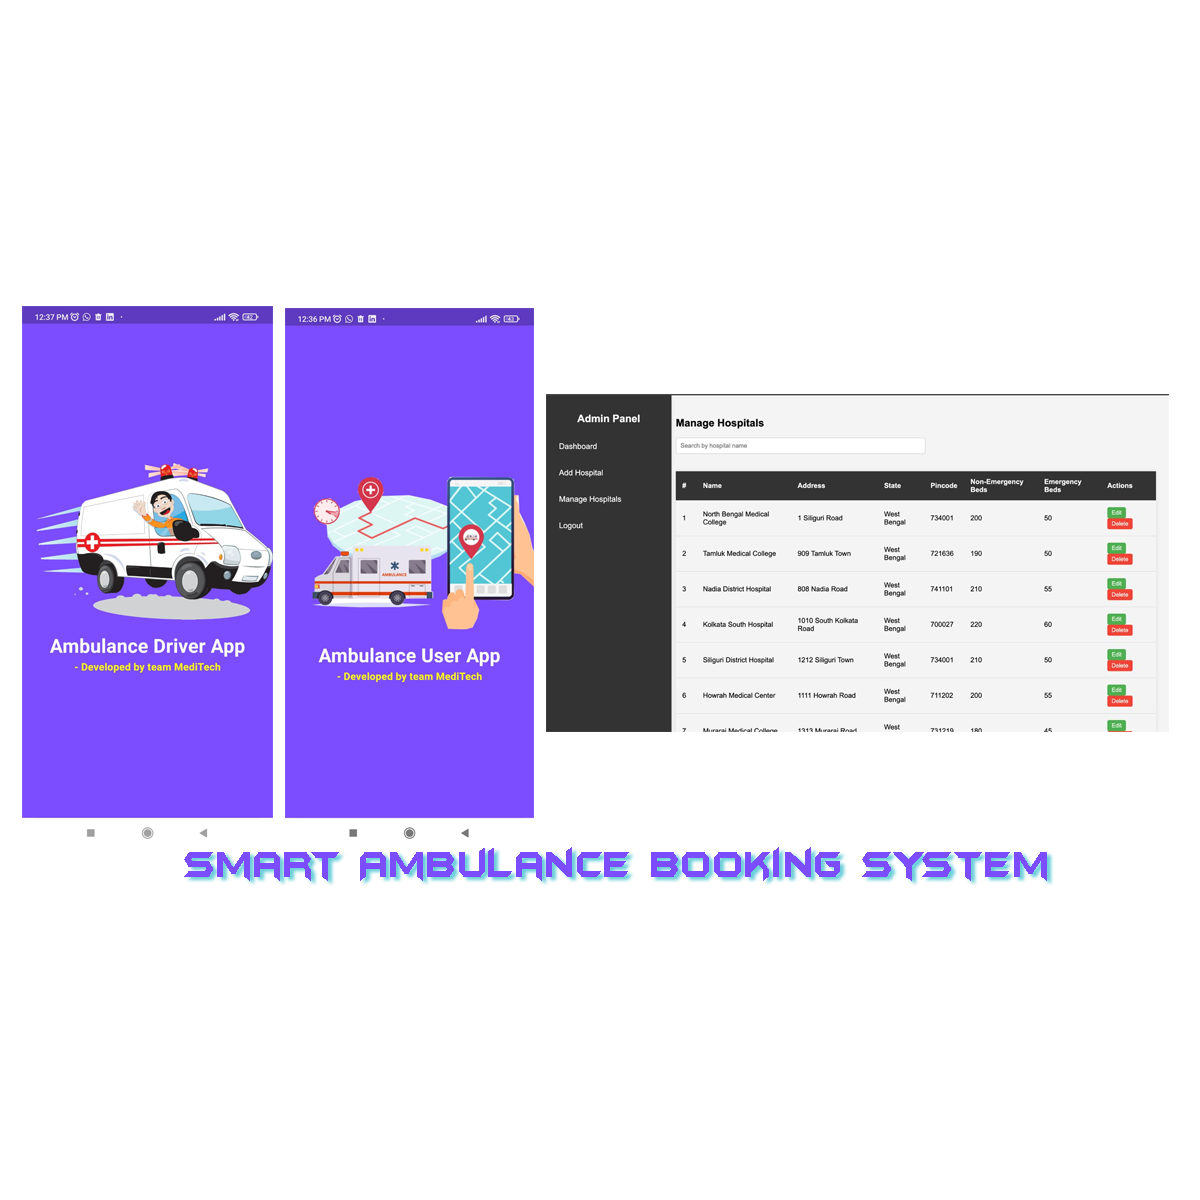 12:37 PM
Ambulance Driver App
- Developed by team MediTech
12:36 PM
AMBULANCE
Ambulance User App
- Developed by team MediTech
Admin Panel
Dashboard
Add Hospital
Manage Hospitals
Logout
Manage Hospitals
Search by hospital name
# Name Address State Pincode Non-Emergency Beds Emergency Beds Actions
1 North Bengal Medical College 1 Siliguri Road West Bengal 734001 200 50 Edit Delete
2 Tamluk Medical College 909 Tamluk Town West Bengal 721636 190 50 Edit Delete
3 Nadia District Hospital 808 Nadia Road West Bengal 741101 210 55 Edit Delete
4 Kolkata South Hospital 1010 South Kolkata Road West Bengal 700027 220 60 Edit Delete
5 Siliguri District Hospital 1212 Siliguri Town West Bengal 734001 210 50 Edit Delete
6 Howrah Medical Center 1111 Howrah Road West Bengal 711202 200 55 Edit Delete
7 Murarai Medical College 1313 Murarai Road West 731219 180 45 Edit
SMART AMBULANCE BOOKING SYSTEM